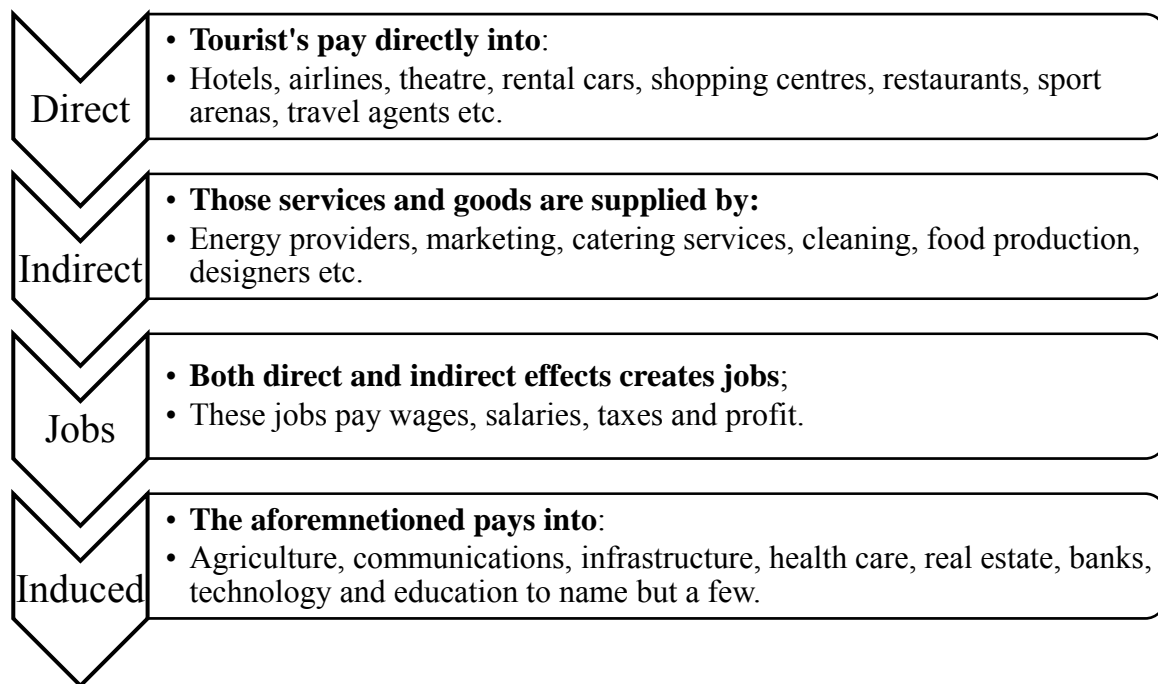 Direct
• Tourist's pay directly into:
• Hotels, airlines, theatre, rental cars, shopping centres, restaurants, sport
arenas, travel agents etc.
Indirect
• Those services and goods are supplied by:
• Energy providers, marketing, catering services, cleaning, food production,
designers etc.
Jobs
• Both direct and indirect effects creates jobs;
• These jobs pay wages, salaries, taxes and profit.
Induced
• The aforemnetioned pays into:
• Agriculture, communications, infrastructure, health care, real estate, banks,
technology and education to name but a few.